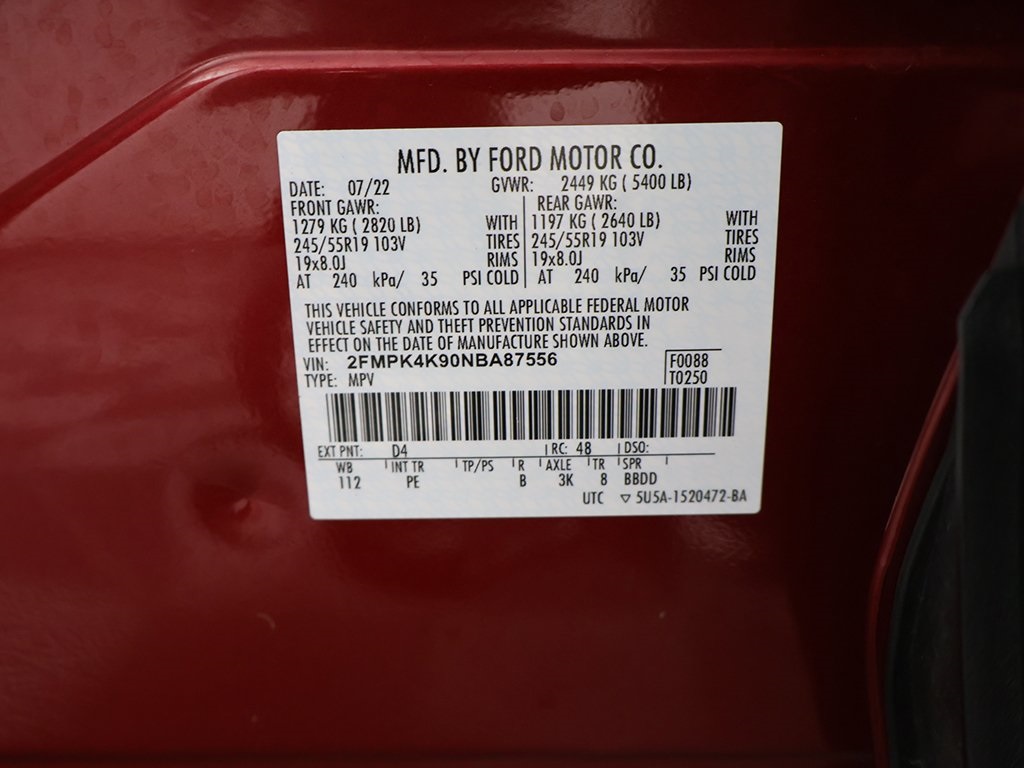 MFD. BY FORD MOTOR CO.
DATE: 07/22 GVWR: 2449 KG ( 5400 LB)
FRONT GAWR: REAR GAWR:
1279 KG ( 2820 LB) WITH 1197 KG ( 2640 LB) WITH
245/55R19 103V TIRES 245/55R19 103V TIRES
19x8.0J RIMS 19x8.0J RIMS
AT 240 kPa/ 35 PSI COLD AT 240 kPa/ 35 PSI COLD
THIS VEHICLE CONFORMS TO ALL APPLICABLE FEDERAL MOTOR
VEHICLE SAFETY AND THEFT PREVENTION STANDARDS IN
EFFECT ON THE DATE OF MANUFACTURE SHOWN ABOVE.
VIN: 2FMPK4K90NBA87556 F0088
TYPE: MPV T0250
EXT PNT: D4 RC: 48 DSO:
WB INT TR TP/PS R AXLE TR SPR
112 PE B 3K 8 BBDD
UTC ▽ 5U5A-1520472-BA